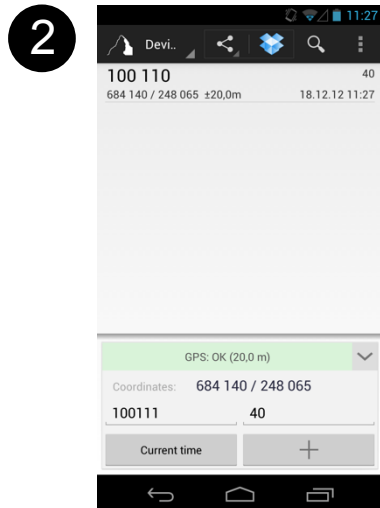 2
11:27
Devi..
100 110 40
684 140 / 248 065 ±20,0m 18.12.12 11:27
GPS: OK (20,0 m)
Coordinates: 684 140 / 248 065
100111 40
Current time +